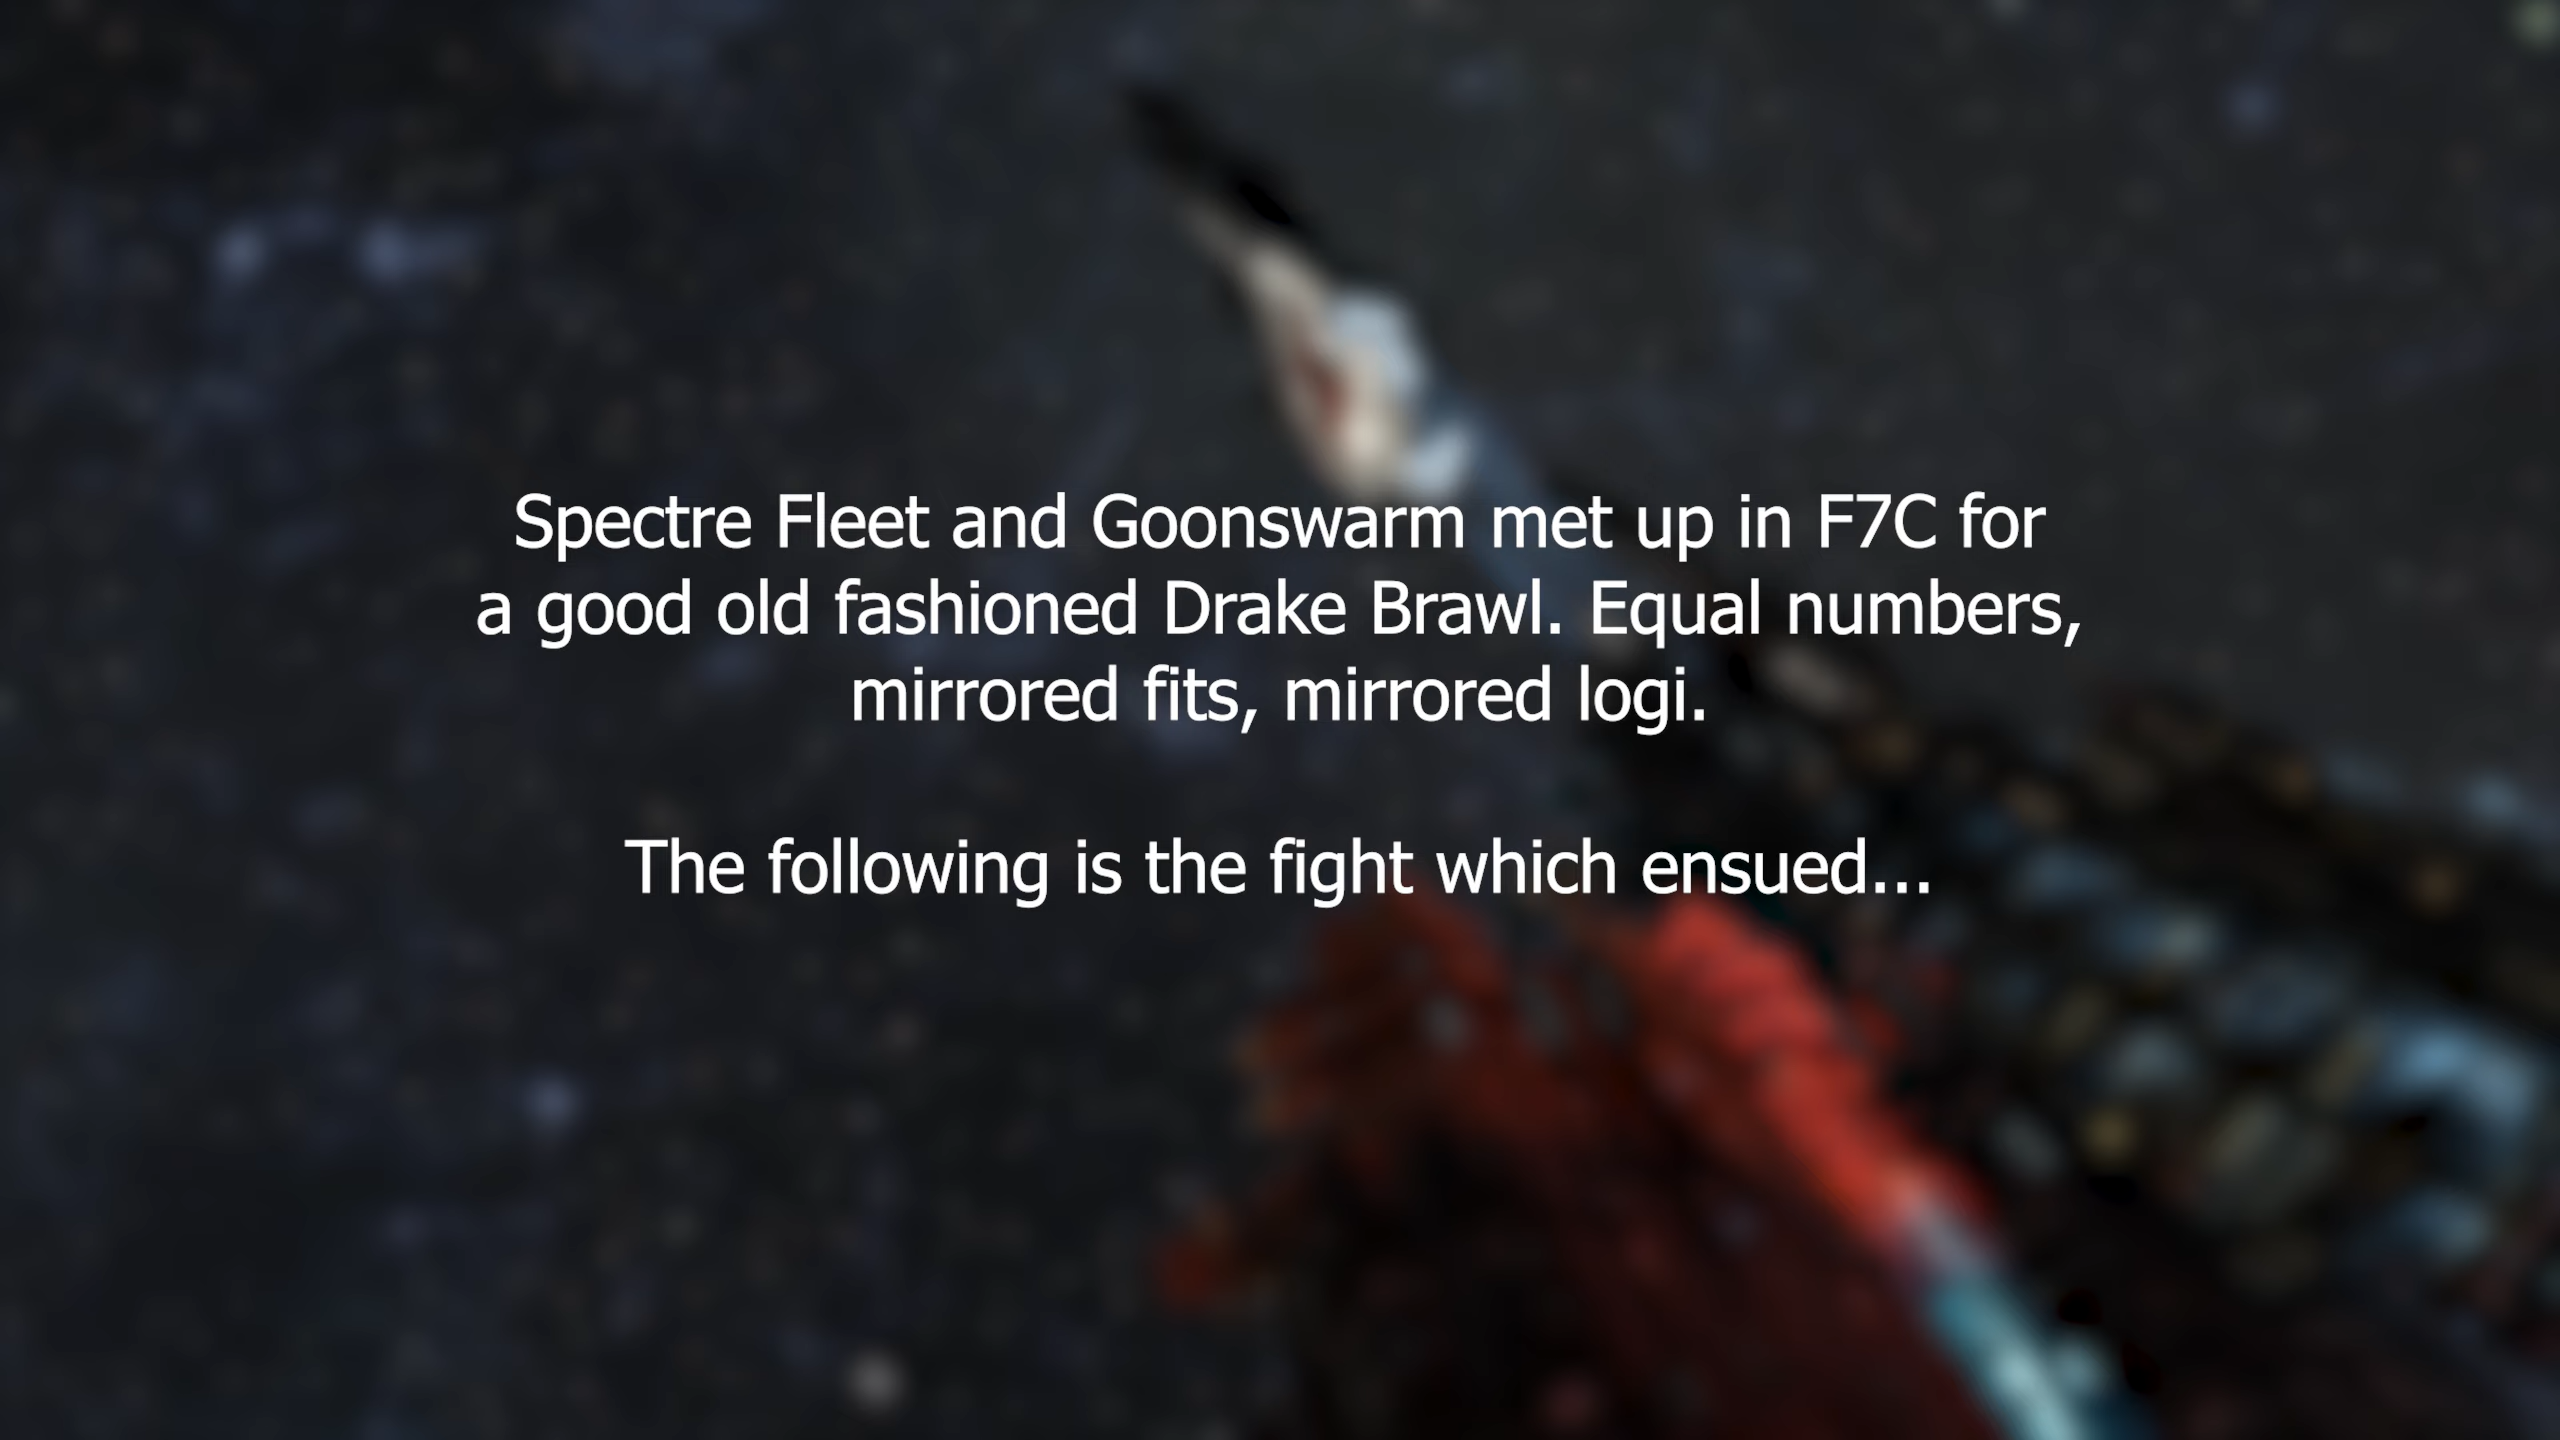 Spectre Fleet and Goonswarm met up in F7C for
a good old fashioned Drake Brawl. Equal numbers,
mirrored fits, mirrored logi.
The following is the fight which ensued...